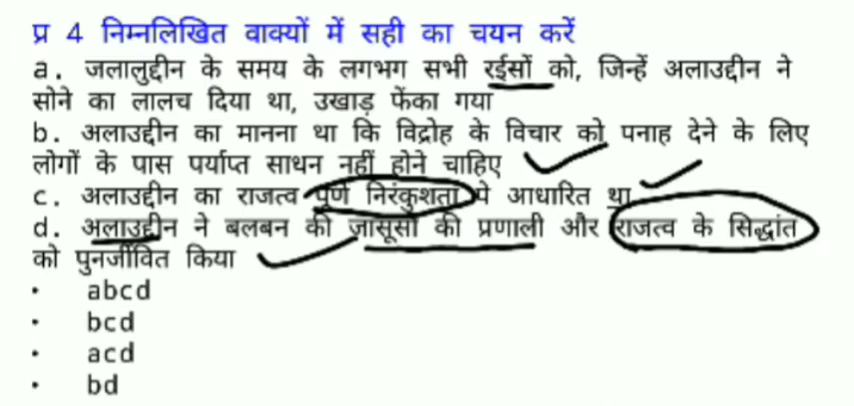 प्र 4 निम्नलिखित वाक्यों में सही का चयन करें
a. जलालुद्दीन के समय के लगभग सभी रईसों को, जिन्हें अलाउद्दीन ने
सोने का लालच दिया था, उखाड़ फेंका गया
b. अलाउद्दीन का मानना था कि विद्रोह के विचार को पनाह देने के लिए
लोगों के पास पर्याप्त साधन नहीं होने चाहिए
c. अलाउद्दीन का राजत्व पूर्ण निरंकुशता पे आधारित था
d. अलाउद्दीन ने बलबन की जासूसी की प्रणाली और राजत्व के सिद्धांत
को पुनर्जीवित किया
• abcd
• bcd
• acd
• bd